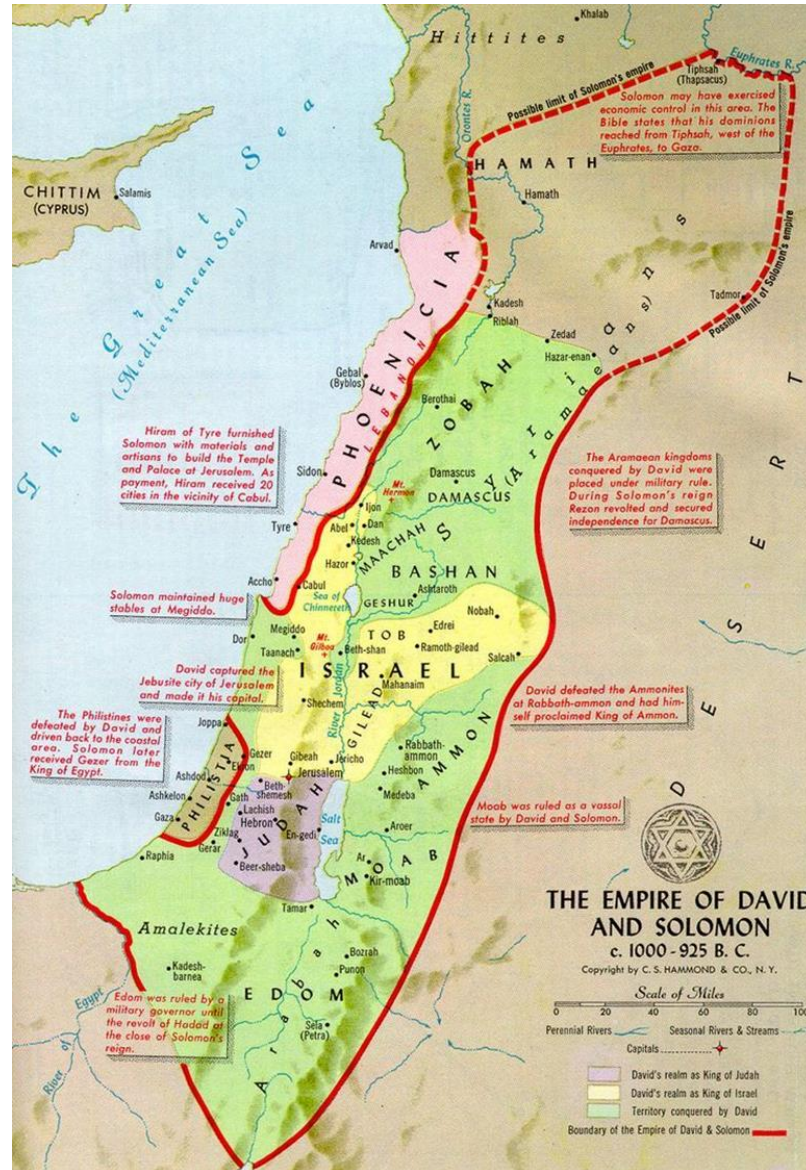 Khalab
Hittites
Euphrates R.
Tiphsah
(Thapsacus)
Possible limit of Solomon's empire
Solomon may have exercised
economic control in this area. The
Bible states that his dominions
reached from Tiphsah, west of the
Euphrates, to Gaza.
Orontes R.
HAMATH
Hamath
CHITTIM
(CYPRUS)
Salamis
The Great Sea
(Mediterranean Sea)
Arvad
PHOENICIA
LEBANON
Kadesh
Riblah
Tadmor
Possible limit of Solomon's empire
Zedad
Hazar-enan
Syrians
(Aramaeans)
Gebal
(Byblos)
Berothai
ZOBAH
Hiram of Tyre furnished
Solomon with materials and
artisans to build the Temple
and Palace at Jerusalem. As
payment, Hiram received 20
cities in the vicinity of Cabul.
Sidon
Mt.
Hermon
Damascus
DAMASCUS
The Aramaean kingdoms
conquered by David were
placed under military rule.
During Solomon's reign
Rezon revolted and secured
independence for Damascus.
DESERT
Ijon
Tyre
Abel
Dan
Kedesh
MAACHAH
Hazor
BASHAN
Accho
Cabul
Sea of
Chinnereth
Ashtaroth
GESHUR
Solomon maintained huge
stables at Megiddo.
Nobah
Dor
Megiddo
Taanach
Mt.
Gilboa
TOB
Edrei
Beth-shan
Ramoth-gilead
Salcah
David captured the
Jebusite city of Jerusalem
and made it his capital.
ISRAEL
Mahanaim
River Jordan
GILEAD
Shechem
David defeated the Ammonites
at Rabbath-ammon and had him-
self proclaimed King of Ammon.
The Philistines were
defeated by David and
driven back to the coastal
area. Solomon later
received Gezer from the
King of Egypt.
Joppa
PHILISTIA
Gezer
Ekron
Gibeah
Jericho
Rabbath-
ammon
AMMON
Ashdod
Jerusalem
Beth-
shemesh
Heshbon
Medeba
Ashkelon
Gath
Lachish
Hebron
JUDAH
En-gedi
Salt
Sea
Gaza
Ziklag
Gerar
Aroer
Moab was ruled as a vassal
state by David and Solomon.
Raphia
Beer-sheba
Ar
Kir-moab
MOAB
Tamar
Amalekites
Arabah
Bozrah
Punon
Kadesh-
barnea
EDOM
Edom was ruled by a
military governor until
the revolt of Hadad at
the close of Solomon's
reign.
Sela
(Petra)
River of Egypt
THE EMPIRE OF DAVID
AND SOLOMON
c. 1000-925 B. C.
Copyright by C. S. HAMMOND & CO., N. Y.
Scale of Miles
0 20 40 60 80 100
Perennial Rivers
Seasonal Rivers & Streams
Capitals
David's realm as King of Judah
David's realm as King of Israel
Territory conquered by David
Boundary of the Empire of David & Solomon